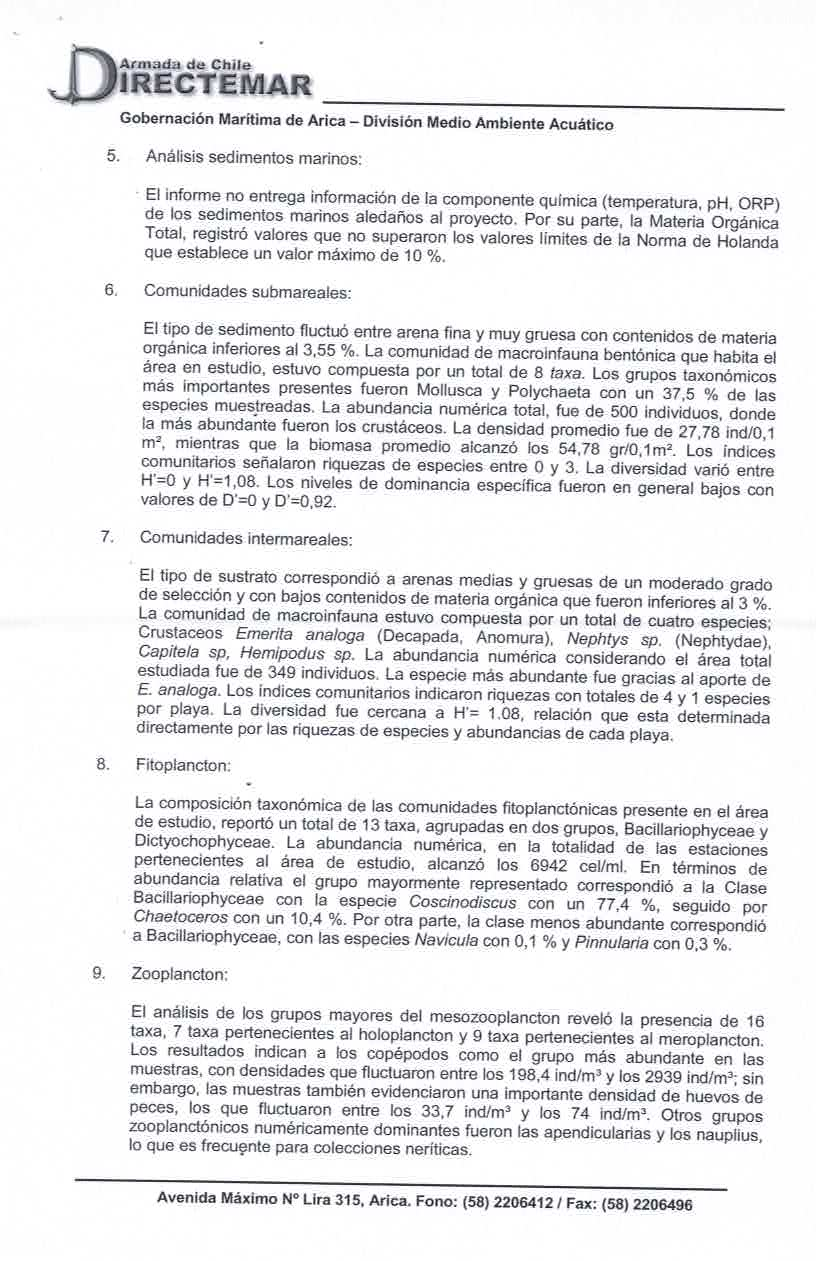 Armada de Chile
DIRECTEMAR
Gobernación Marítima de Arica – División Medio Ambiente Acuático
5. Análisis sedimentos marinos:
El informe no entrega información de la componente química (temperatura, pH, ORP)
de los sedimentos marinos aledaños al proyecto. Por su parte, la Materia Orgánica
Total, registró valores que no superaron los valores límites de la Norma de Holanda
que establece un valor máximo de 10 %.
6. Comunidades submareales:
El tipo de sedimento fluctuó entre arena fina y muy gruesa con contenidos de materia
orgánica inferiores al 3,55 %. La comunidad de macroinfauna bentónica que habita el
área en estudio, estuvo compuesta por un total de 8 taxa. Los grupos taxonómicos
más importantes presentes fueron Mollusca y Polychaeta con un 37,5 % de las
especies muestreadas. La abundancia numérica total, fue de 500 individuos, donde
la más abundante fueron los crustáceos. La densidad promedio fue de 27,78 ind/0,1
m², mientras que la biomasa promedio alcanzó los 54,78 gr/0,1m². Los índices
comunitarios señalaron riquezas de especies entre 0 y 3. La diversidad varió entre
H'=0 y H'=1,08. Los niveles de dominancia específica fueron en general bajos con
valores de D'=0 y D'=0,92.
7. Comunidades intermareales:
El tipo de sustrato correspondió a arenas medias y gruesas de un moderado grado
de selección y con bajos contenidos de materia orgánica que fueron inferiores al 3 %.
La comunidad de macroinfauna estuvo compuesta por un total de cuatro especies;
Crustaceos Emerita analoga (Decapada, Anomura), Nephtys sp. (Nephtydae),
Capitela sp, Hemipodus sp. La abundancia numérica considerando el área total
estudiada fue de 349 individuos. La especie más abundante fue gracias al aporte de
E. analoga. Los índices comunitarios indicaron riquezas con totales de 4 y 1 especies
por playa. La diversidad fue cercana a H'= 1.08, relación que esta determinada
directamente por las riquezas de especies y abundancias de cada playa.
8. Fitoplancton:
La composición taxonómica de las comunidades fitoplanctónicas presente en el área
de estudio, reportó un total de 13 taxa, agrupadas en dos grupos, Bacillariophyceae y
Dictyochophyceae. La abundancia numérica, en la totalidad de las estaciones
pertenecientes al área de estudio, alcanzó los 6942 cel/ml. En términos de
abundancia relativa el grupo mayormente representado correspondió a la Clase
Bacillariophyceae con la especie Coscinodiscus con un 77,4 %, seguido por
Chaetoceros con un 10,4 %. Por otra parte, la clase menos abundante correspondió
a Bacillariophyceae, con las especies Navicula con 0,1 % y Pinnularia con 0,3 %.
9. Zooplancton:
El análisis de los grupos mayores del mesozooplancton reveló la presencia de 16
taxa, 7 taxa pertenecientes al holoplancton y 9 taxa pertenecientes al meroplancton.
Los resultados indican a los copépodos como el grupo más abundante en las
muestras, con densidades que fluctuaron entre los 198,4 ind/m³ y los 2939 ind/m³; sin
embargo, las muestras también evidenciaron una importante densidad de huevos de
peces, los que fluctuaron entre los 33,7 ind/m³ y los 74 ind/m³. Otros grupos
zooplanctónicos numéricamente dominantes fueron las apendicularias y los nauplius,
lo que es frecuente para colecciones neríticas.
Avenida Máximo Nº Lira 315, Arica. Fono: (58) 2206412 / Fax: (58) 2206496